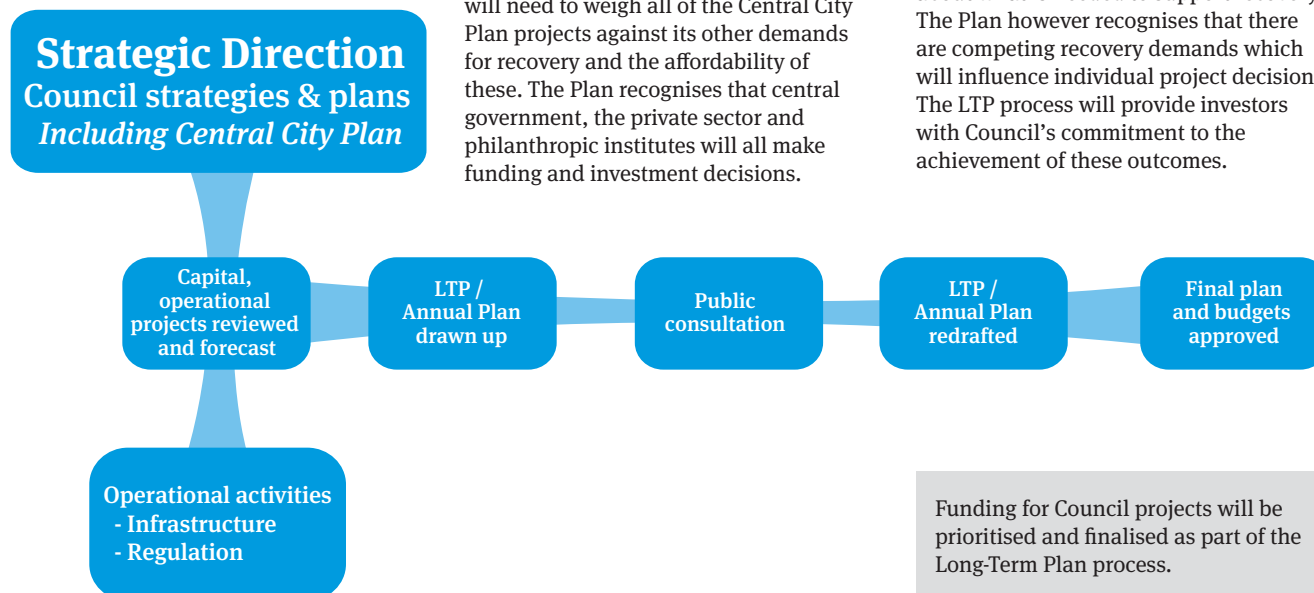 Strategic Direction
Council strategies & plans
Including Central City Plan
will need to weigh all of the Central City
Plan projects against its other demands
for recovery and the affordability of
these. The Plan recognises that central
government, the private sector and
philanthropic institutes will all make
funding and investment decisions.
The Plan however recognises that there
are competing recovery demands which
will influence individual project decision
The LTP process will provide investors
with Council’s commitment to the
achievement of these outcomes.
Capital,
operational
projects reviewed
and forecast
LTP /
Annual Plan
drawn up
Public
consultation
LTP /
Annual Plan
redrafted
Final plan
and budgets
approved
Operational activities
- Infrastructure
- Regulation
Funding for Council projects will be
prioritised and finalised as part of the
Long-Term Plan process.